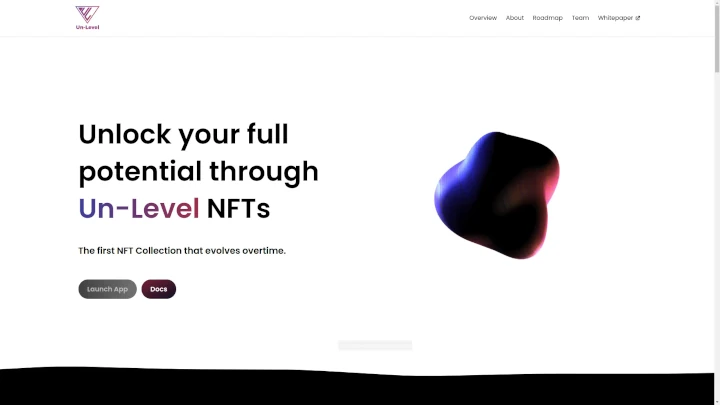 Un-Level
Overview About Roadmap Team Whitepaper
Unlock your full
potential through
Un-Level NFTs
The first NFT Collection that evolves overtime.
Launch App Docs